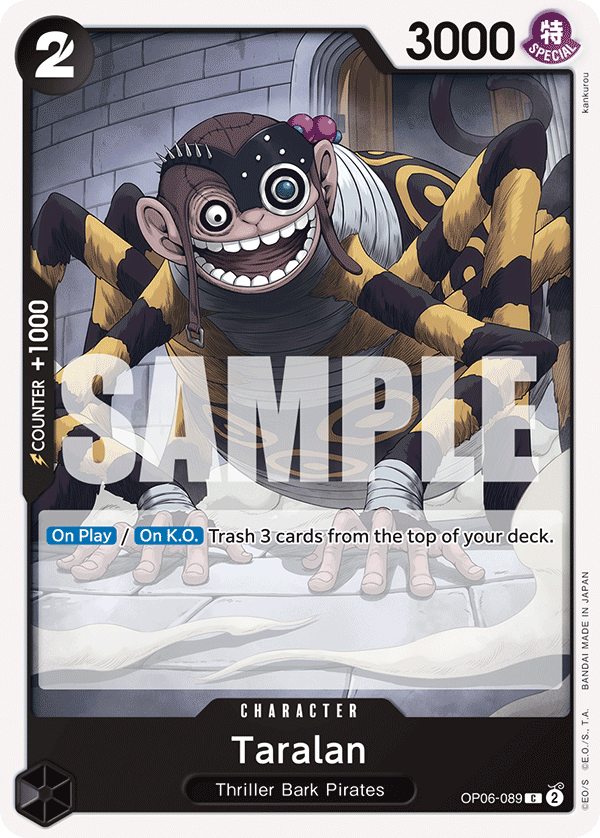 2
3000
特
SPECIAL
kankurou
COUNTER +1000
SAMPLE
On Play / On K.O. Trash 3 cards from the top of your deck.
CHARACTER
Taralan
Thriller Bark Pirates
OP06-089 C 2
©EO/S ©E.O./S., T.A. BANDAI MADE IN JAPAN